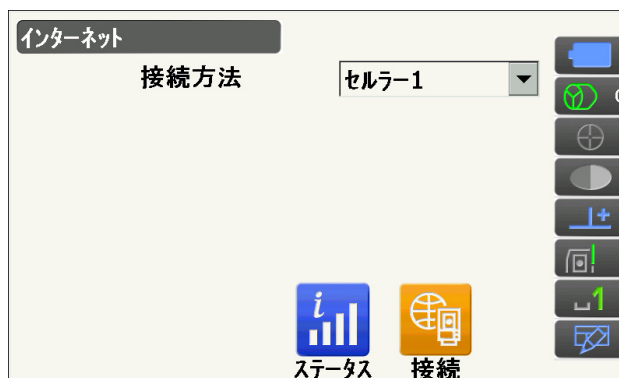 インターネット
接続方法 セルラー1
ステータス 接続